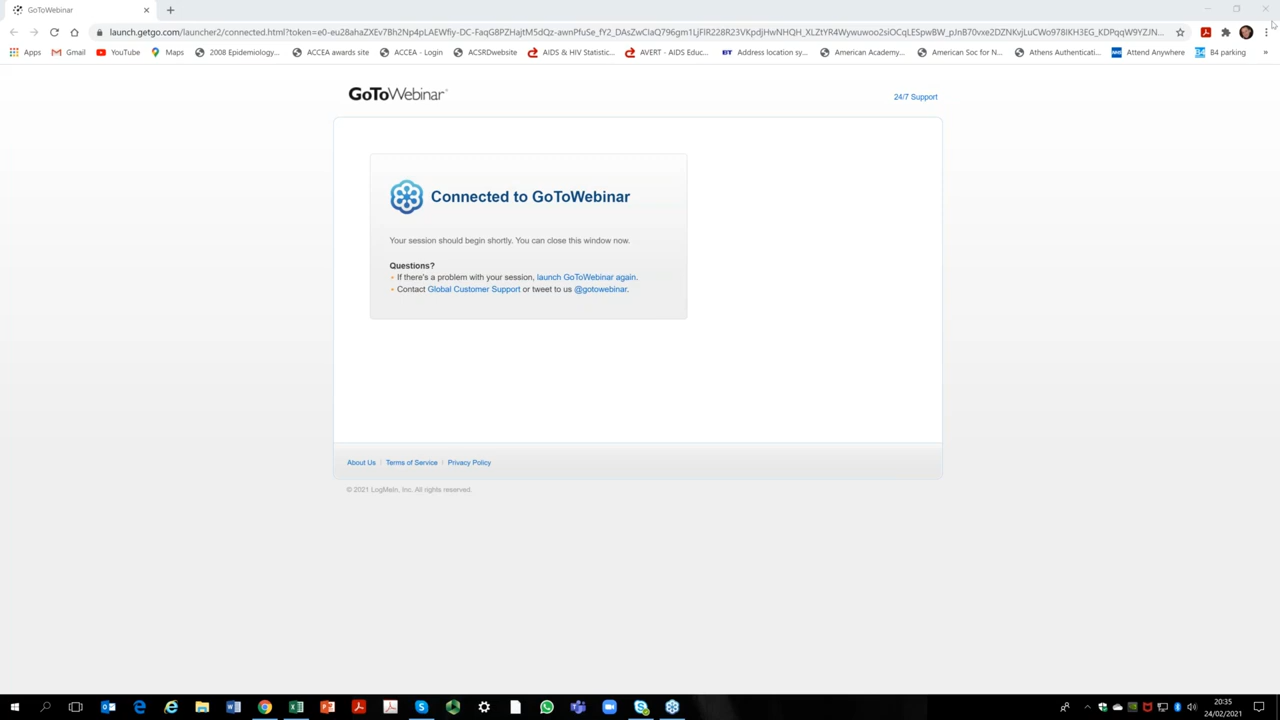 GoToWebinar
launch.getgo.com/launcher2/connected.html?token=
Apps Gmail YouTube Maps 2008 Epidemiology... ACCEA awards site ACCEA - Login ACSRDwebsite AIDS & HIV Statistic... AVERT - AIDS Educ... BT Address location sy... American Academy... American Soc for N... Athens Authenticati... Attend Anywhere B4 parking »
GoToWebinar
24/7 Support
Connected to GoToWebinar
Your session should begin shortly. You can close this window now.
Questions?
If there's a problem with your session, launch GoToWebinar again.
Contact Global Customer Support or tweet to us @gotowebinar.
About Us | Terms of Service | Privacy Policy
© 2021 LogMeIn, Inc. All rights reserved.
20:35
24/02/2021